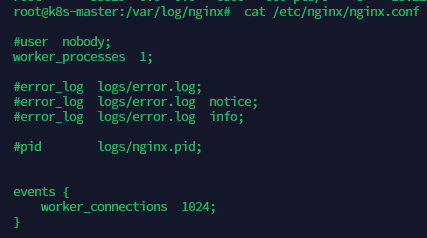 root@k8s-master:/var/log/nginx#  cat /etc/nginx/nginx.conf
#user  nobody;
worker_processes  1;
#error_log  logs/error.log;
#error_log  logs/error.log  notice;
#error_log  logs/error.log  info;
#pid        logs/nginx.pid;
events {
    worker_connections  1024;
}